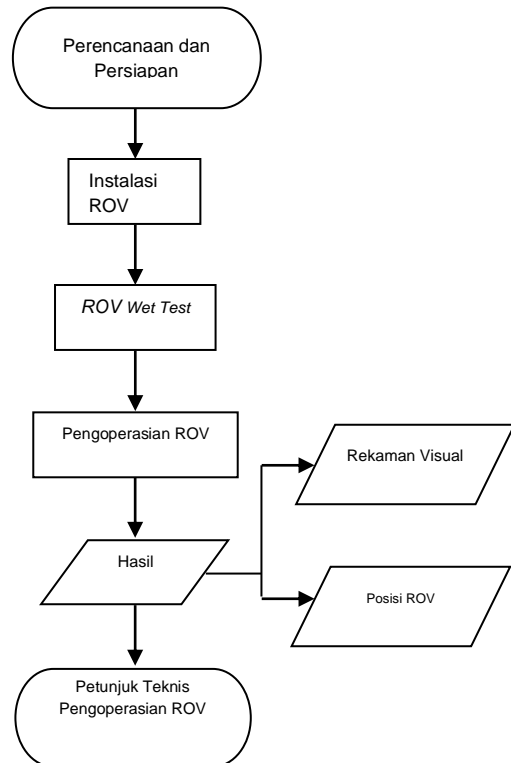 Perencanaan dan
Persiapan
Instalasi
ROV
ROV Wet Test
Pengoperasian ROV
Rekaman Visual
Hasil
Posisi ROV
Petunjuk Teknis
Pengoperasian ROV